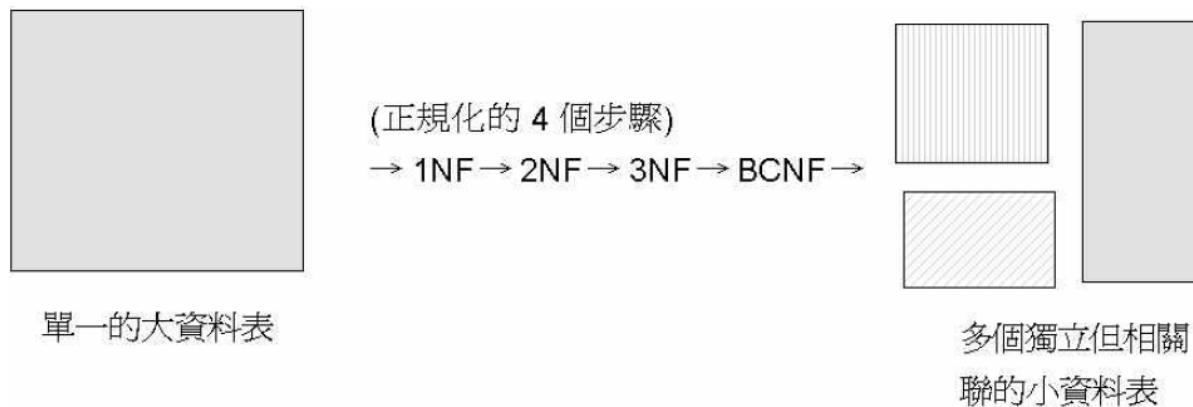 (正規化的 4 個步驟)
→ 1NF → 2NF → 3NF → BCNF →
單一的大資料表
多個獨立但相關
聯的小資料表